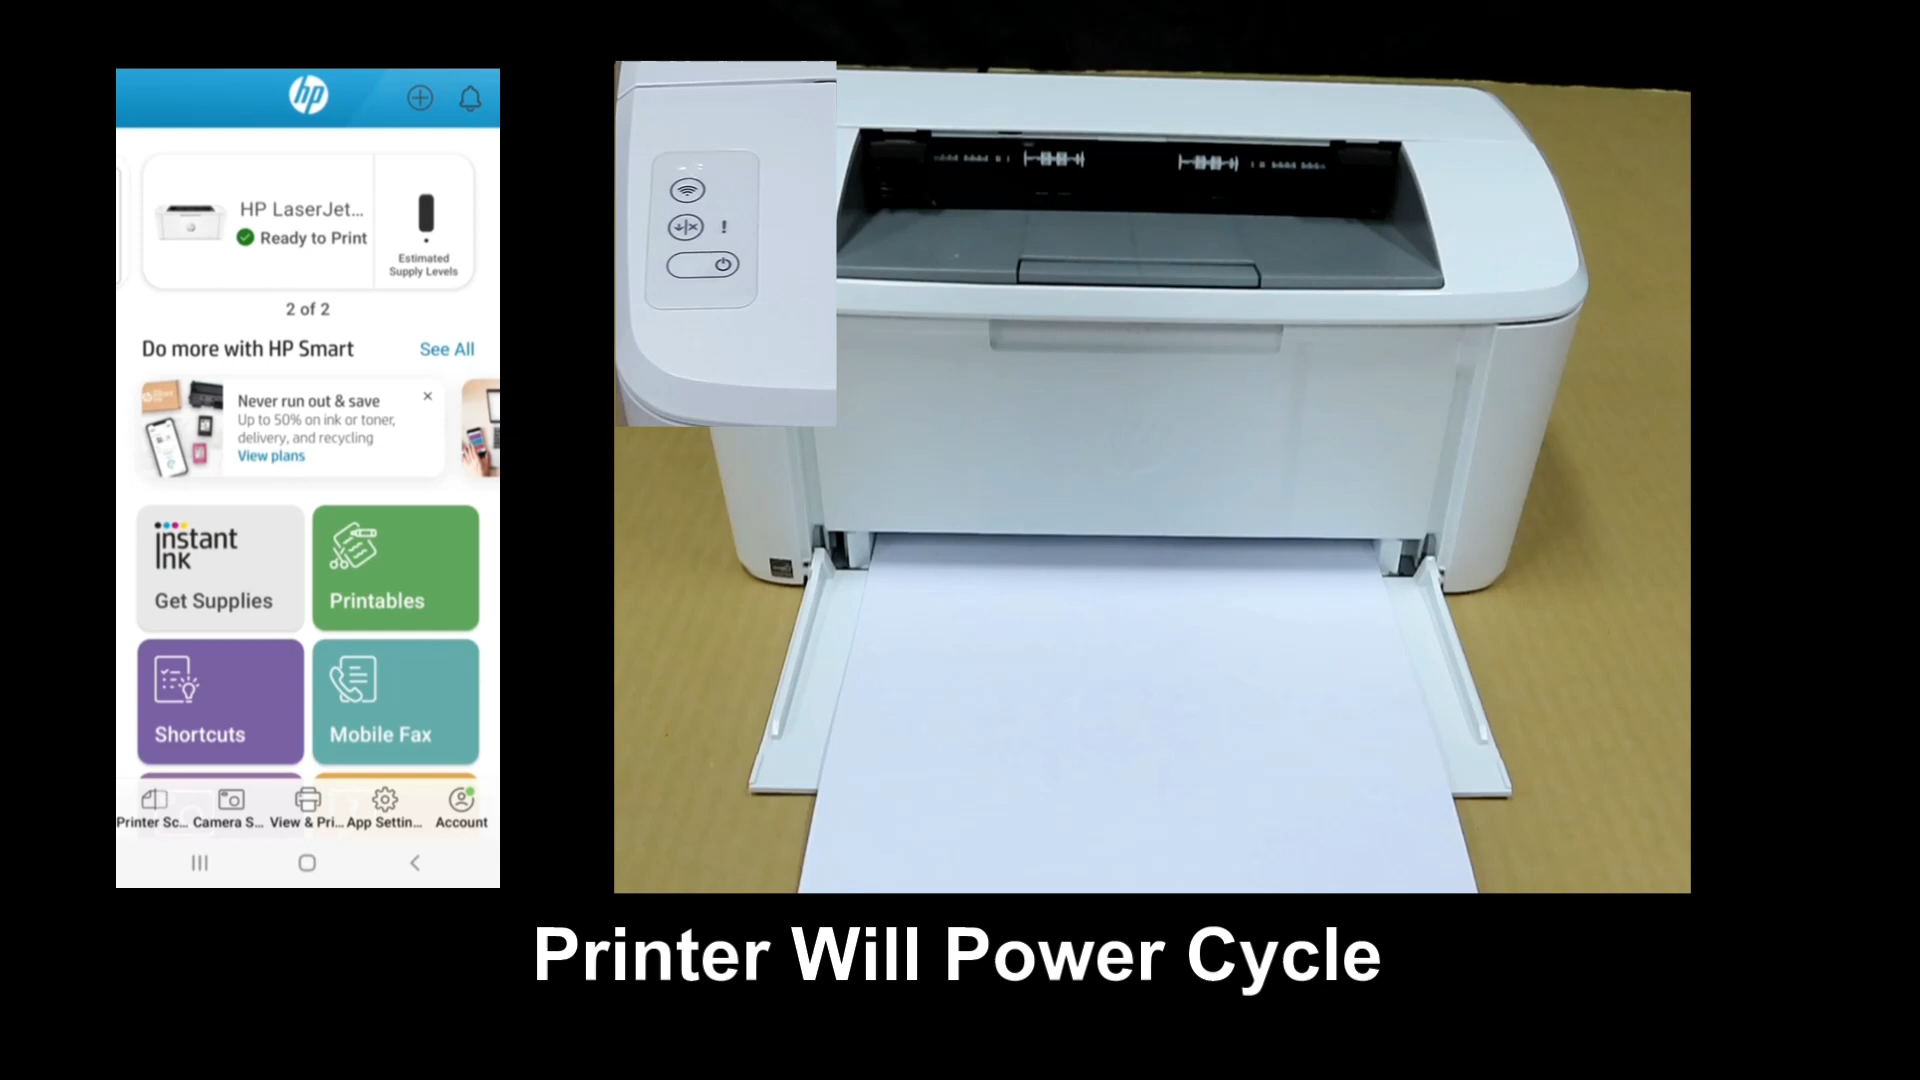 hp
HP LaserJet...
Ready to Print
Estimated
Supply Levels
2 of 2
Do more with HP Smart
See All
Never run out & save
Up to 50% on ink or toner,
delivery, and recycling
View plans
instant
ink
Get Supplies
Printables
Shortcuts
Mobile Fax
Printer Sc...
Camera S...
View & Pri...
App Settin...
Account
Printer Will Power Cycle